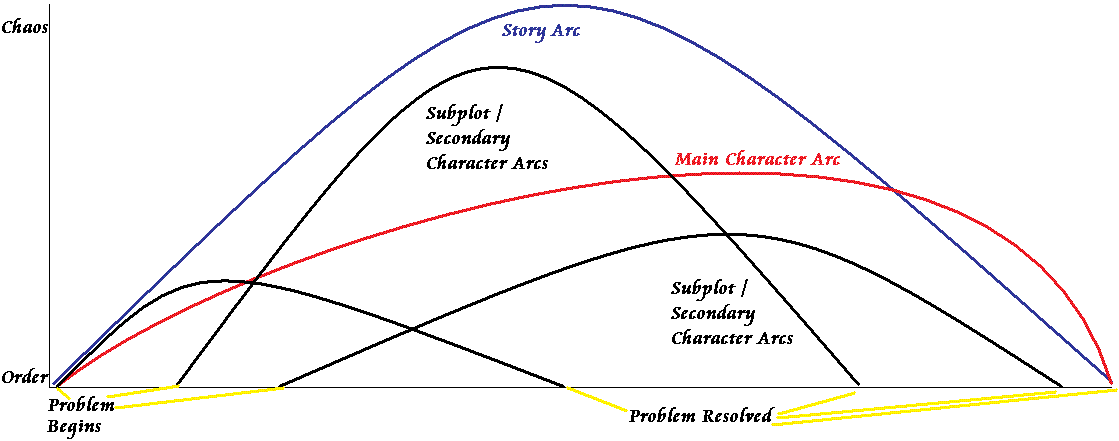 Chaos
Story Arc
Subplot /
Secondary
Character Arcs
Main Character Arc
Subplot /
Secondary
Character Arcs
Order
Problem
Begins
Problem Resolved